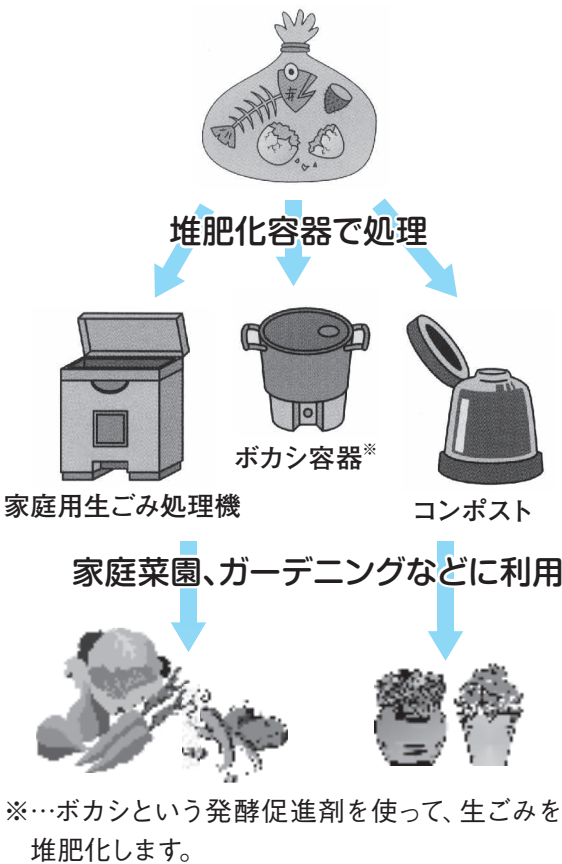 堆肥化容器で処理
ボカシ容器※
家庭用生ごみ処理機
コンポスト
家庭菜園、ガーデニングなどに利用
※…ボカシという発酵促進剤を使って、生ごみを
堆肥化します。